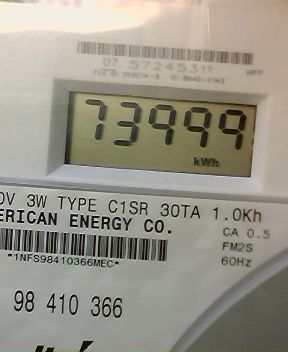 07. 57245311
73999
kWh
0V 3W TYPE C1SR 30TA 1.0Kh
ERICAN ENERGY CO.
CA 0.5
FM2S
*1NFS98410366MEC*
60Hz
98 410 366